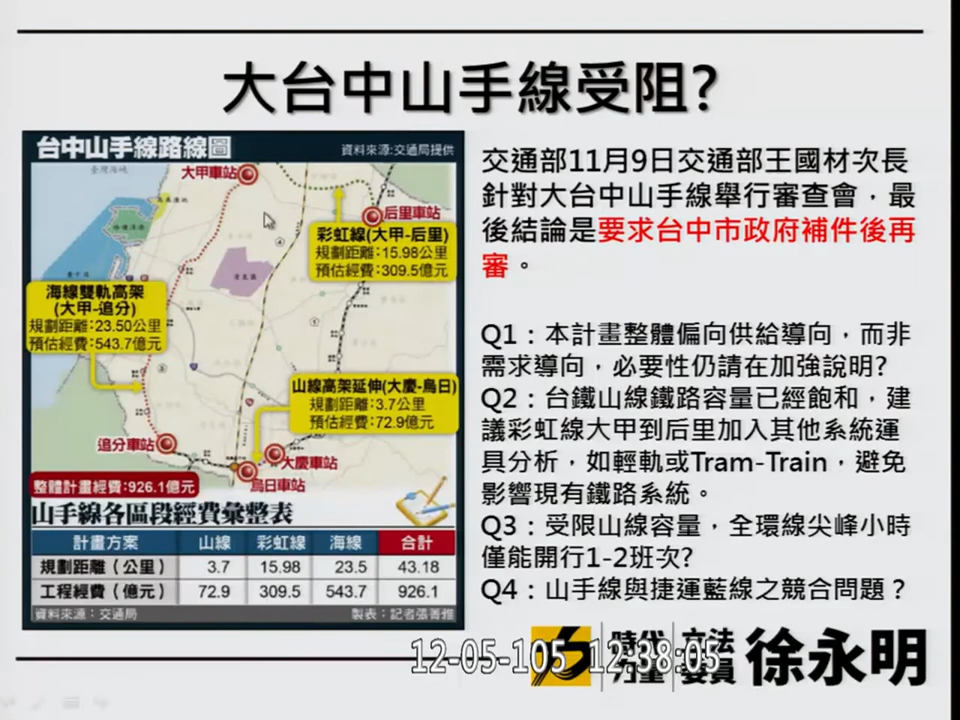 大台中山手線受阻?
台中山手線路線圖
資料來源:交通局提供
大甲車站
后里車站
彩虹線(大甲-后里)
規劃距離:15.98公里
預估經費:309.5億元
海線雙軌高架
(大甲-追分)
規劃距離:23.50公里
預估經費:543.7億元
山線高架延伸(大慶-烏日)
規劃距離:3.7公里
預估經費:72.9億元
追分車站
大慶車站
烏日車站
整體計畫經費:926.1億元
山手線各區段經費彙整表
計畫方案 山線 彩虹線 海線 合計
規劃距離（公里） 3.7 15.98 23.5 43.18
工程經費（億元） 72.9 309.5 543.7 926.1
資料來源：交通局 製表：記者張菁雅
交通部11月9日交通部王國材次長
針對大台中山手線舉行審查會，最
後結論是要求台中市政府補件後再
審。
Q1：本計畫整體偏向供給導向，而非
需求導向，必要性仍請在加強說明?
Q2：台鐵山線鐵路容量已經飽和，建
議彩虹線大甲到后里加入其他系統運
具分析，如輕軌或Tram-Train，避免
影響現有鐵路系統。
Q3：受限山線容量，全環線尖峰小時
僅能開行1-2班次?
Q4：山手線與捷運藍線之競合問題？
時代力量 立法委員 徐永明
12-05-105 12:38:05